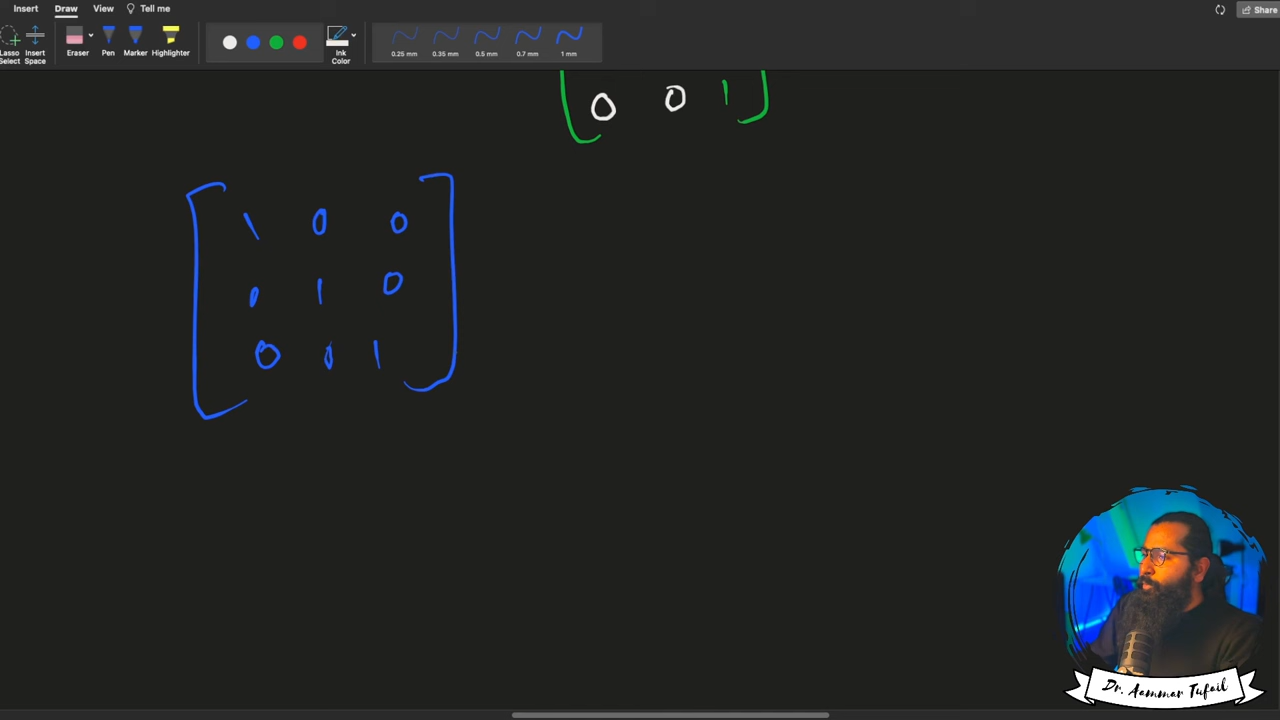 Insert Draw View Tell me
Share
Lasso Select
Insert Space
Eraser
Pen
Marker
Highlighter
Ink Color
0.25 mm
0.35 mm
0.5 mm
0.7 mm
1 mm
0 0 1
1 0 0
0 1 0
0 0 1
Dr. Aammar Tufail